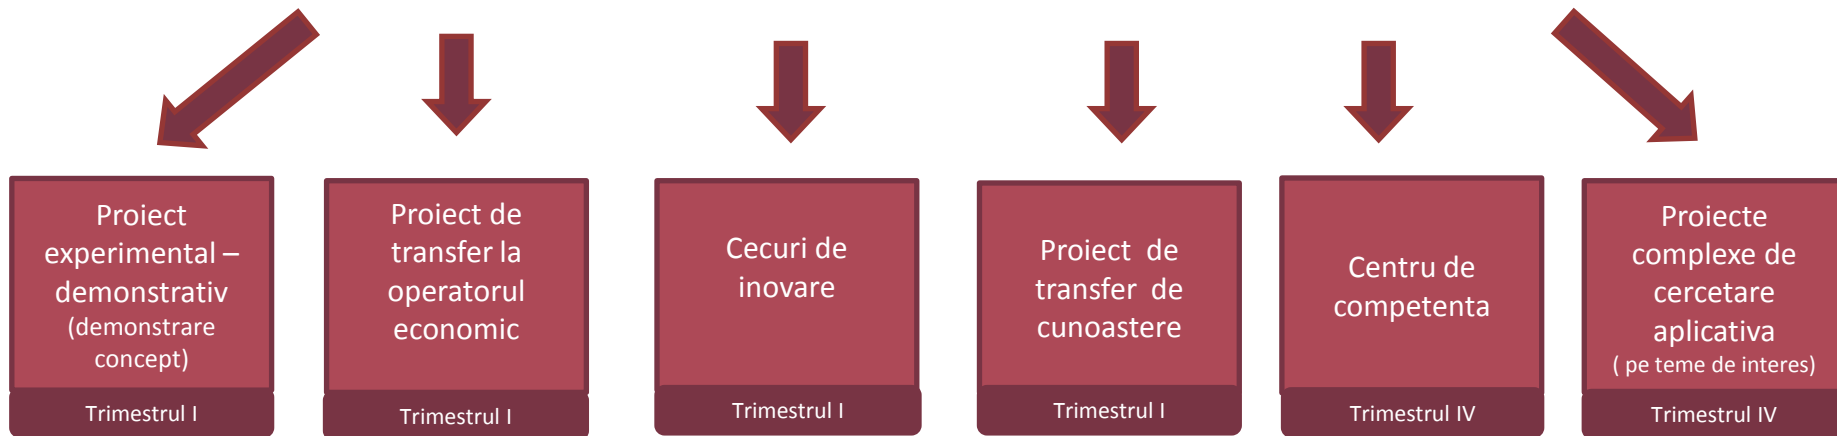 Proiect
experimental –
demonstrativ
(demonstrare
concept)
Trimestrul I
Proiect de
transfer la
operatorul
economic
Trimestrul I
Cecuri de
inovare
Trimestrul I
Proiect de
transfer de
cunoastere
Trimestrul I
Centru de
competenta
Trimestrul IV
Proiecte
complexe de
cercetare
aplicativa
( pe teme de interes)
Trimestrul IV